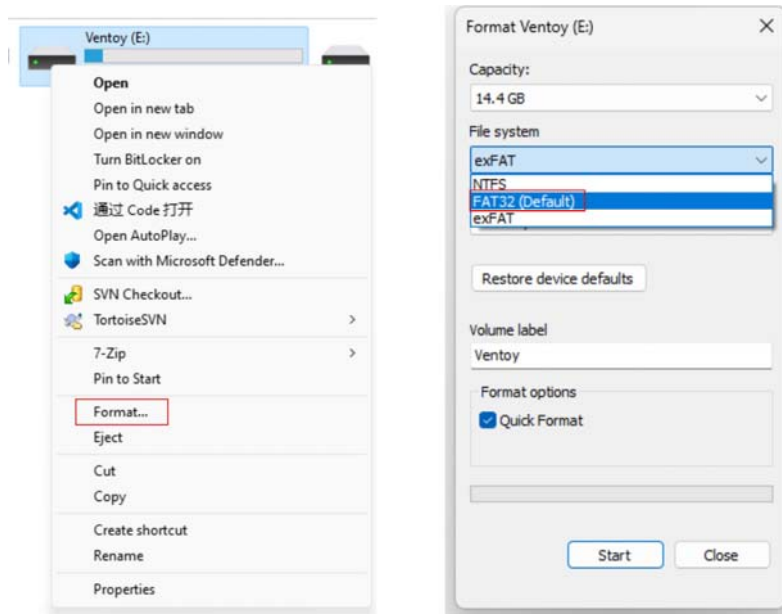 Ventoy (E:)
Open
Open in new tab
Open in new window
Turn BitLocker on
Pin to Quick access
通过 Code 打开
Open AutoPlay...
Scan with Microsoft Defender...
SVN Checkout...
TortoiseSVN
7-Zip
Pin to Start
Format...
Eject
Cut
Copy
Create shortcut
Rename
Properties
Format Ventoy (E:)
Capacity:
14.4 GB
File system
exFAT
NTFS
FAT32 (Default)
exFAT
Restore device defaults
Volume label
Ventoy
Format options
Quick Format
Start Close